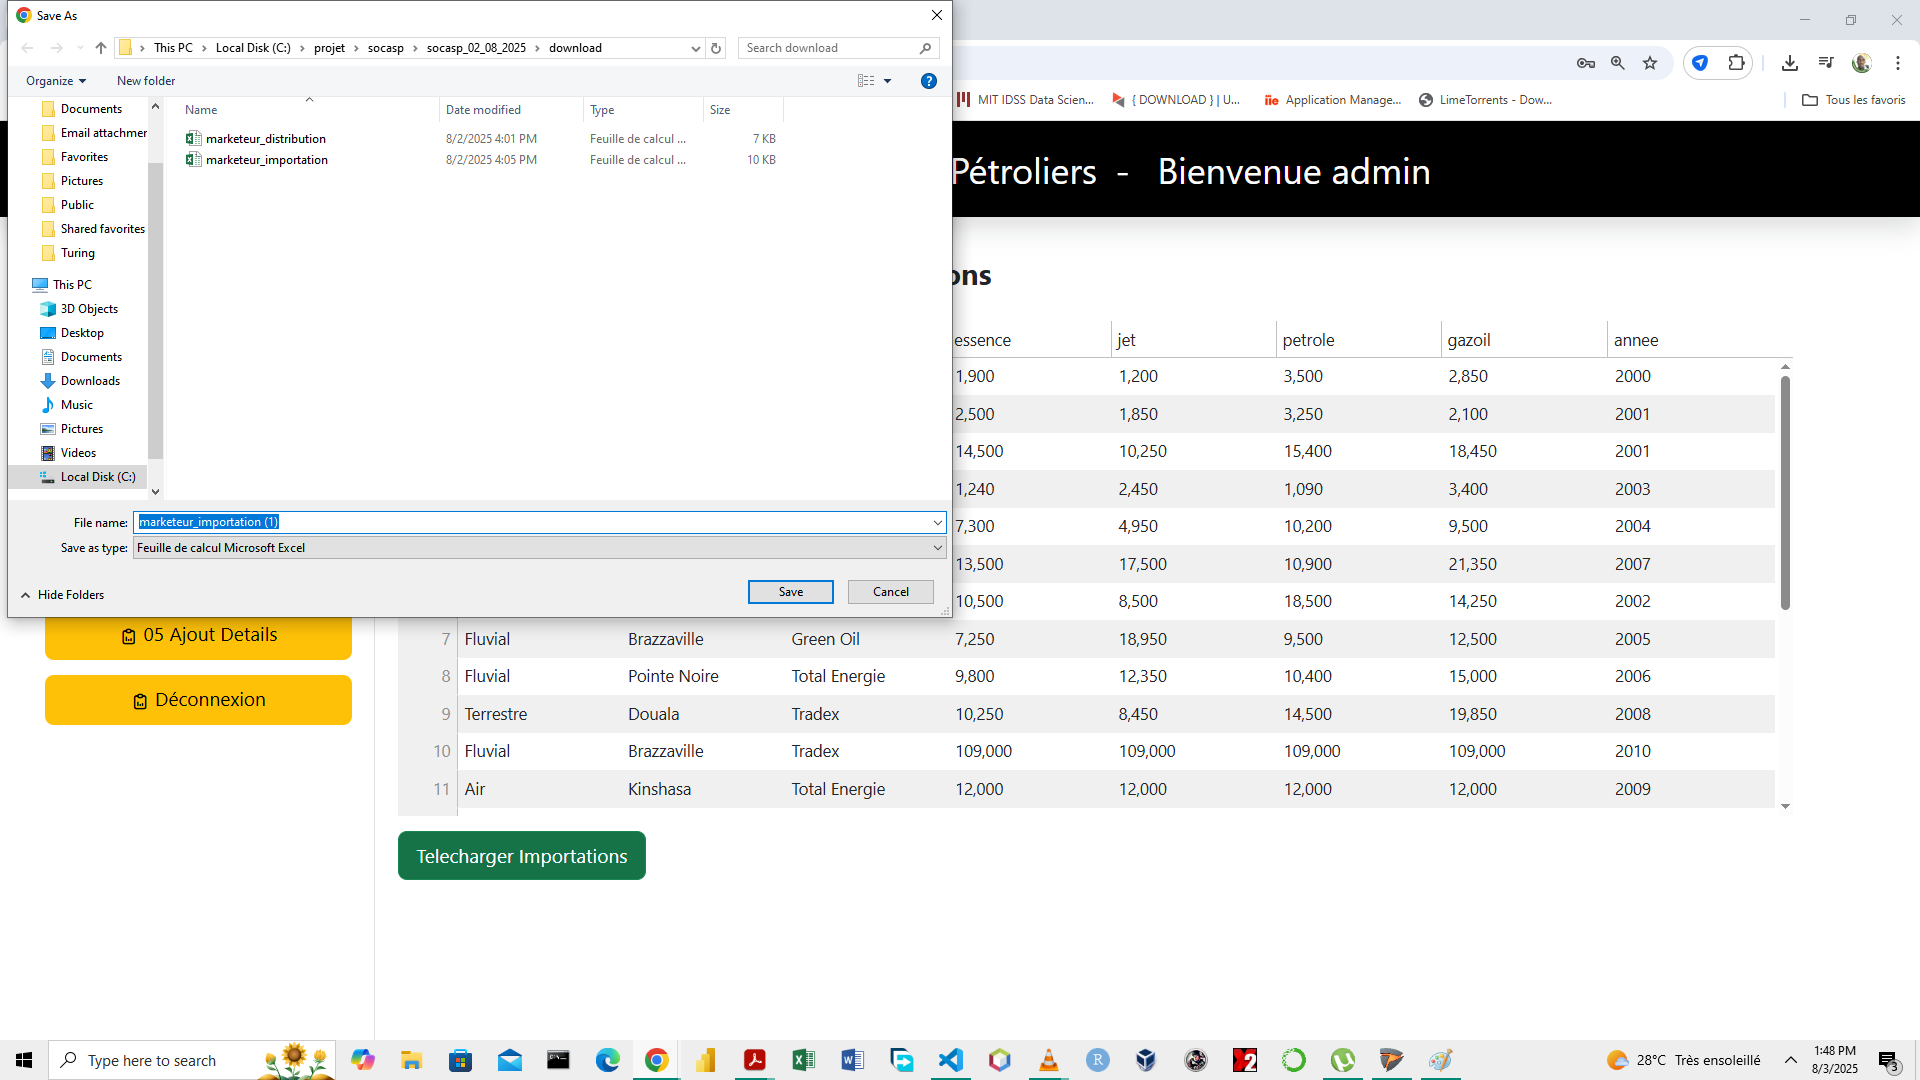 Save As
This PC > Local Disk (C:) > projet > socasp > socasp_02_08_2025 > download
Search download
Organize
New folder
Documents
Email attachmer
Favorites
Pictures
Public
Shared favorites
Turing
This PC
3D Objects
Desktop
Documents
Downloads
Music
Pictures
Videos
Local Disk (C:)
Name Date modified Type Size
marketeur_distribution 8/2/2025 4:01 PM Feuille de calcul ... 7 KB
marketeur_importation 8/2/2025 4:05 PM Feuille de calcul ... 10 KB
File name: marketeur_importation (1)
Save as type: Feuille de calcul Microsoft Excel
Hide Folders
Save
Cancel
MIT IDSS Data Scien...
{ DOWNLOAD } | U...
iie Application Manage...
LimeTorrents - Dow...
Tous les favoris
Pétroliers - Bienvenue admin
ons
essence jet petrole gazoil annee
1,900 1,200 3,500 2,850 2000
2,500 1,850 3,250 2,100 2001
14,500 10,250 15,400 18,450 2001
1,240 2,450 1,090 3,400 2003
7,300 4,950 10,200 9,500 2004
13,500 17,500 10,900 21,350 2007
10,500 8,500 18,500 14,250 2002
7 Fluvial Brazzaville Green Oil 7,250 18,950 9,500 12,500 2005
8 Fluvial Pointe Noire Total Energie 9,800 12,350 10,400 15,000 2006
9 Terrestre Douala Tradex 10,250 8,450 14,500 19,850 2008
10 Fluvial Brazzaville Tradex 109,000 109,000 109,000 109,000 2010
11 Air Kinshasa Total Energie 12,000 12,000 12,000 12,000 2009
05 Ajout Details
Déconnexion
Telecharger Importations
Type here to search
28°C Très ensoleillé
1:48 PM
8/3/2025
3